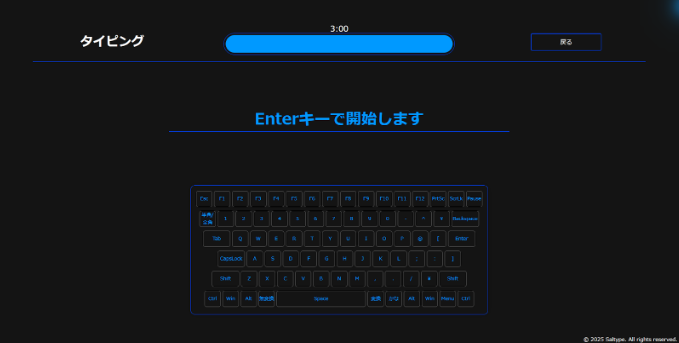 3:00
タイピング
戻る
Enterキーで開始します
Esc F1 F2 F3 F4 F5 F6 F7 F8 F9 F10 F11 F12 PrtSc ScrLk Pause
半角/
全角 1 2 3 4 5 6 7 8 9 0 - ^ ¥ Backspace
Tab Q W E R T Y U I O P @ [ Enter
CapsLock A S D F G H J K L ; : ]
Shift Z X C V B N M , . / Shift
Ctrl Win Alt 無変換 Space 変換 Alt Win Menu Ctrl
© 2025 Saltype. All rights reserved.